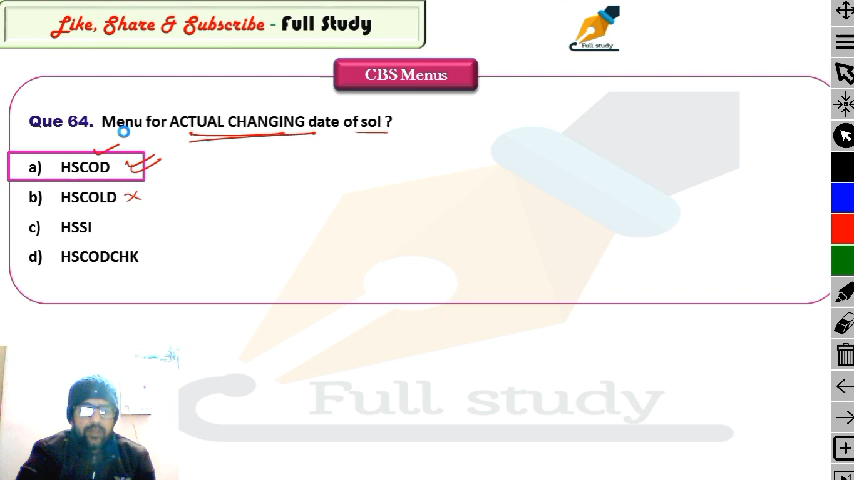 Like, Share & Subscribe - Full Study
Full study
CBS Menus
Que 64. Menu for ACTUAL CHANGING date of sol ?
a) HSCOD
b) HSCOLD
c) HSSI
d) HSCODCHK
Full study